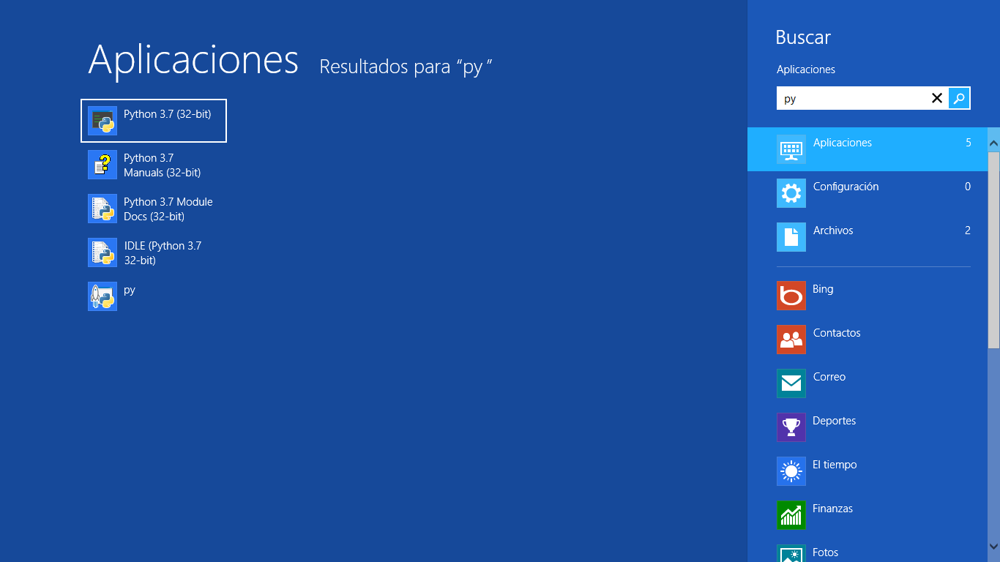 Aplicaciones Resultados para “py ”
Python 3.7 (32-bit)
Python 3.7
Manuals (32-bit)
Python 3.7 Module
Docs (32-bit)
IDLE (Python 3.7
32-bit)
py
Buscar
Aplicaciones
py
Aplicaciones 5
Configuración 0
Archivos 2
Bing
Contactos
Correo
Deportes
El tiempo
Finanzas
Fotos